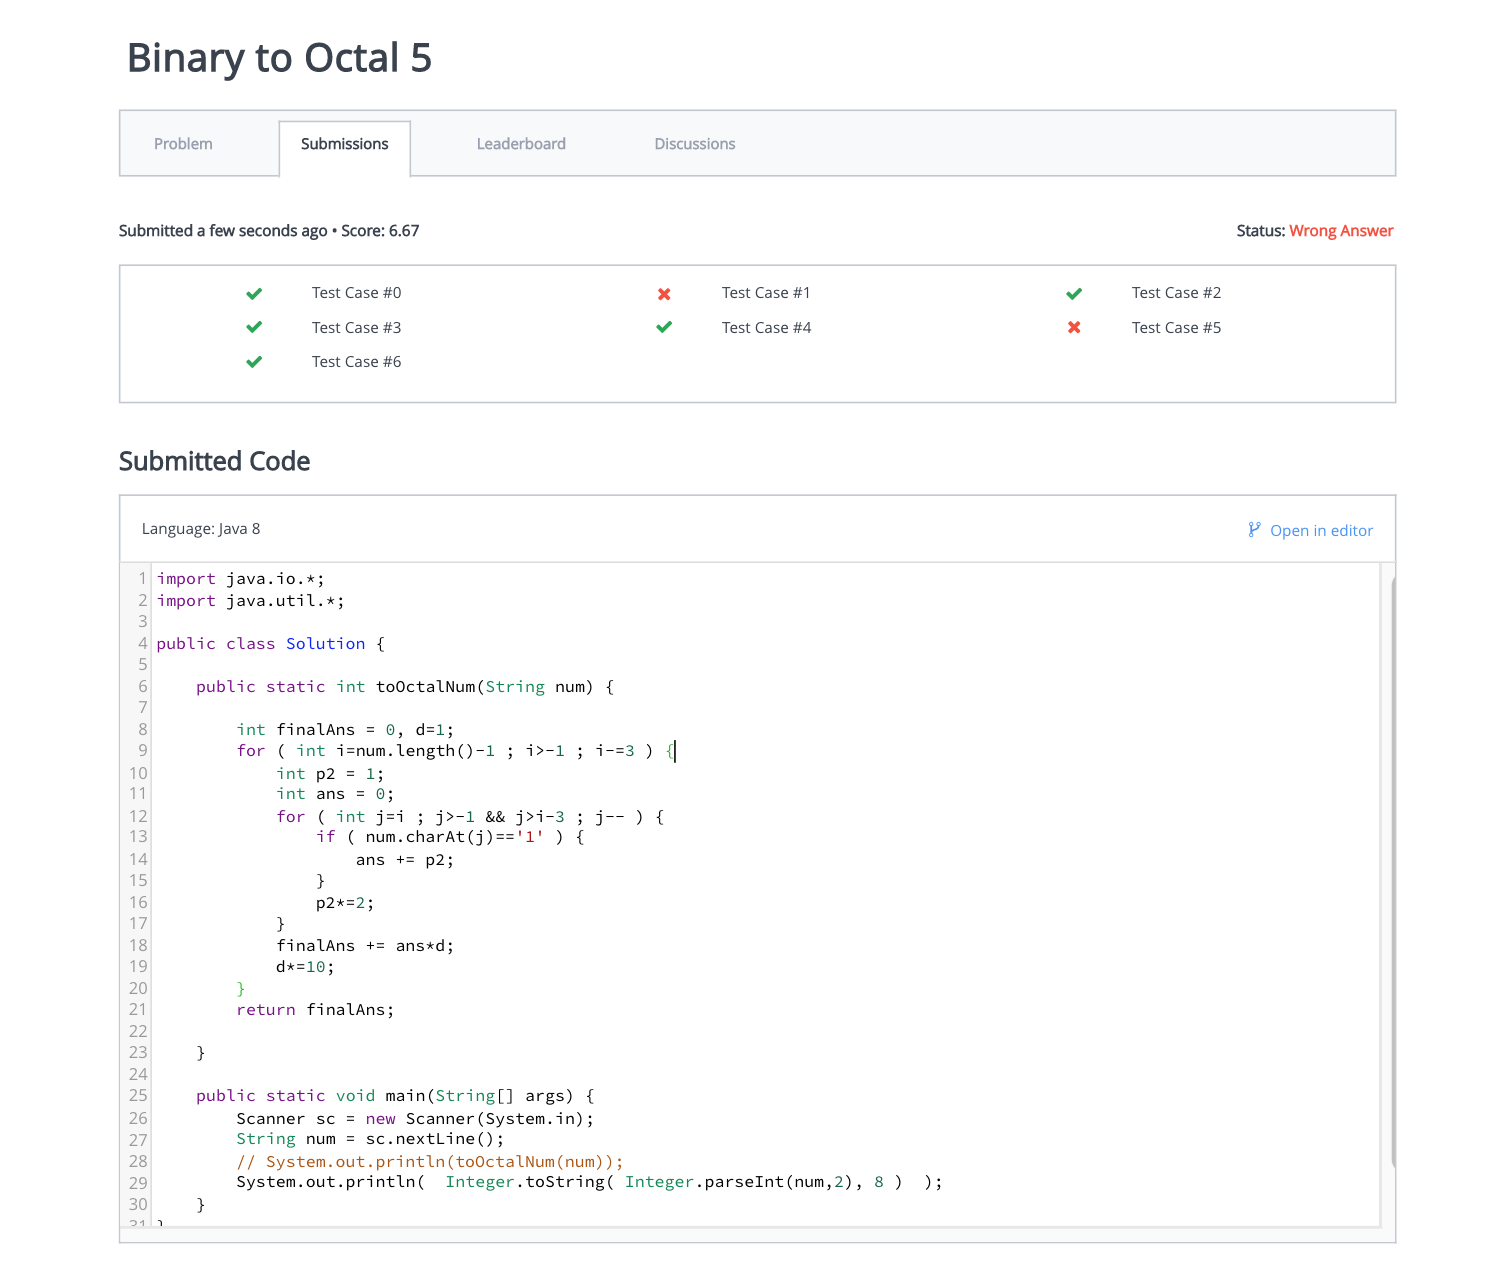 Binary to Octal 5
Problem
Submissions
Leaderboard
Discussions
Submitted a few seconds ago • Score: 6.67
Status: Wrong Answer
Test Case #0
Test Case #1
Test Case #2
Test Case #3
Test Case #4
Test Case #5
Test Case #6
Submitted Code
Language: Java 8
Open in editor
1 import java.io.*;
2 import java.util.*;
3
4 public class Solution {
5
6     public static int toOctalNum(String num) {
7
8         int finalAns = 0, d=1;
9         for ( int i=num.length()-1 ; i>-1 ; i-=3 ) {
10             int p2 = 1;
11             int ans = 0;
12             for ( int j=i ; j>-1 && j>i-3 ; j-- ) {
13                 if ( num.charAt(j)=='1' ) {
14                     ans += p2;
15                 }
16                 p2*=2;
17             }
18             finalAns += ans*d;
19             d*=10;
20         }
21         return finalAns;
22
23     }
24
25     public static void main(String[] args) {
26         Scanner sc = new Scanner(System.in);
27         String num = sc.nextLine();
28         // System.out.println(toOctalNum(num));
29         System.out.println(  Integer.toString( Integer.parseInt(num,2), 8 )  );
30     }
31 }